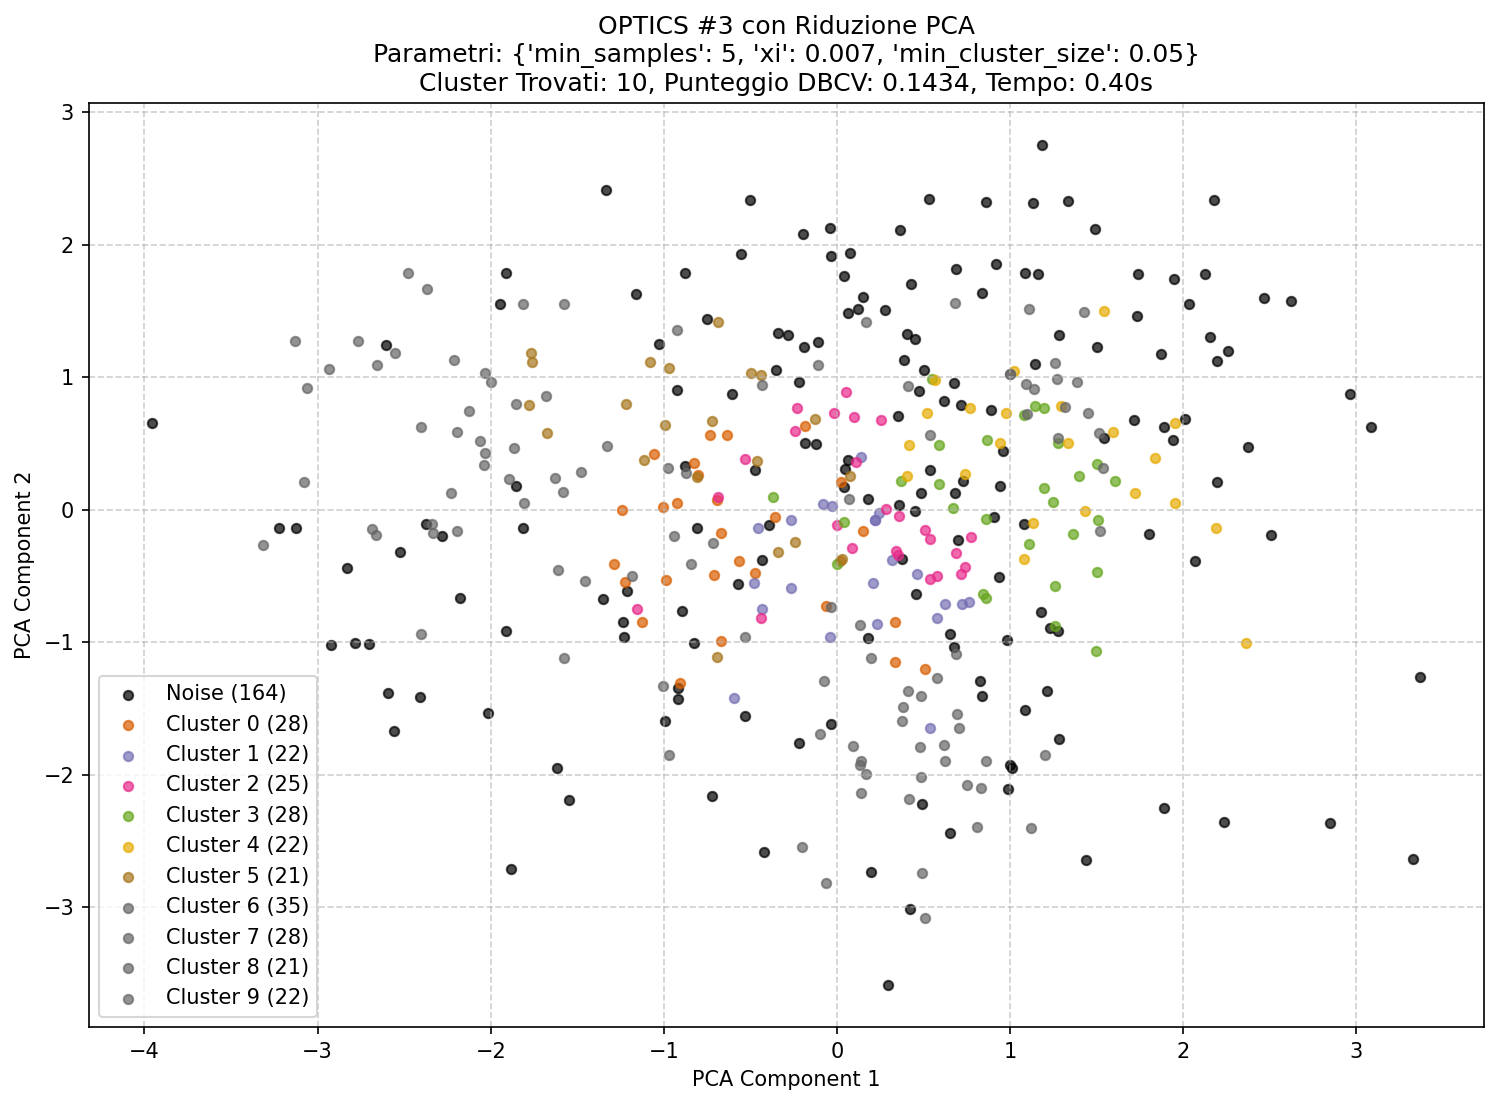 OPTICS #3 con Riduzione PCA
Parametri: {'min_samples': 5, 'xi': 0.007, 'min_cluster_size': 0.05}
Cluster Trovati: 10, Punteggio DBCV: 0.1434, Tempo: 0.40s
3
2
1
0
−1
−2
−3
PCA Component 2
Noise (164)
Cluster 0 (28)
Cluster 1 (22)
Cluster 2 (25)
Cluster 3 (28)
Cluster 4 (22)
Cluster 5 (21)
Cluster 6 (35)
Cluster 7 (28)
Cluster 8 (21)
Cluster 9 (22)
−4 −3 −2 −1 0 1 2 3
PCA Component 1